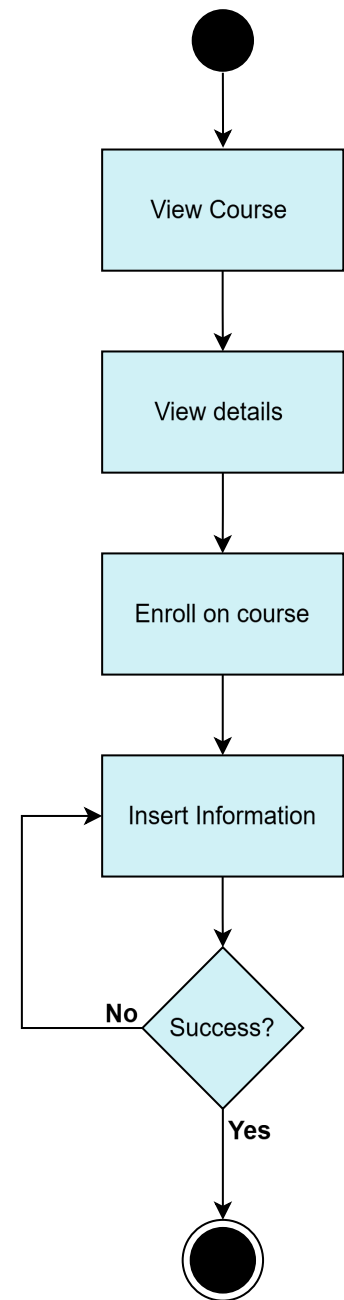 View Course
View details
Enroll on course
Insert Information
No
Success?
Yes